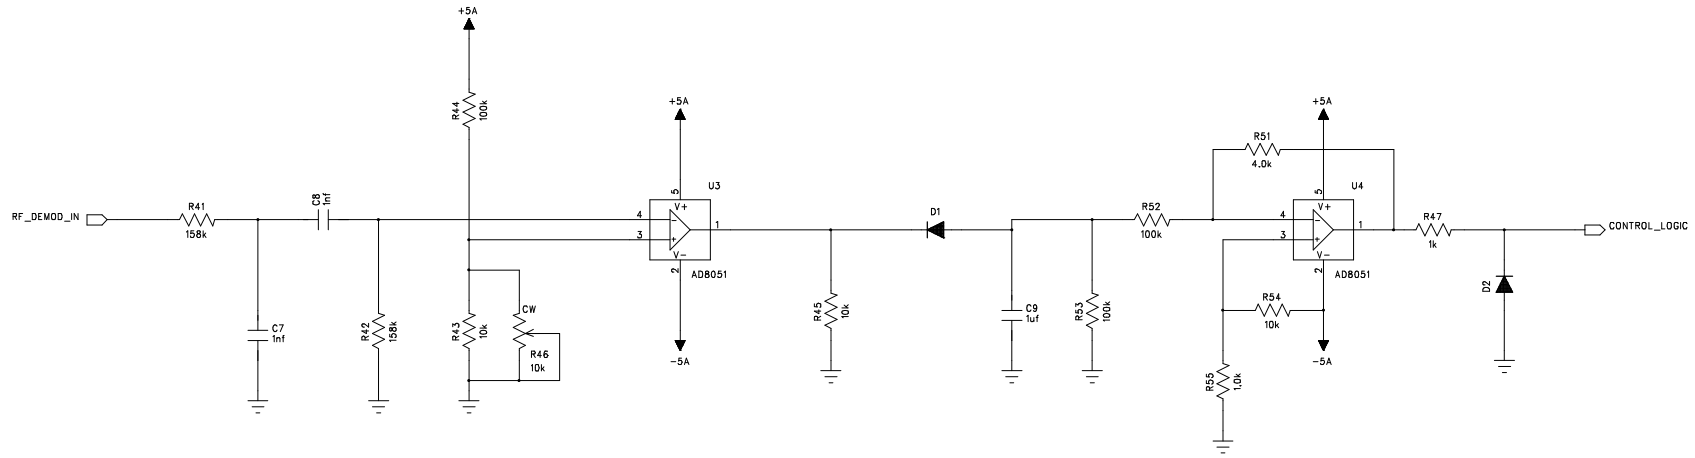 +5A
R44
100k
+5A
+5A
R51
4.0k
5
U3
5
U4
C8
1nf
V+
V+
RF_DEMOD_IN
R41
158k
4
-
3
+
1
D1
R52
100k
4
-
3
+
1
R47
1k
CONTROL_LOGIC
V-
V-
2
AD8051
2
AD8051
D2
CW
R45
10k
C9
1uf
R53
100k
R54
10k
C7
1nf
R42
158k
R43
10k
R46
10k
-5A
-5A
R55
1.0k